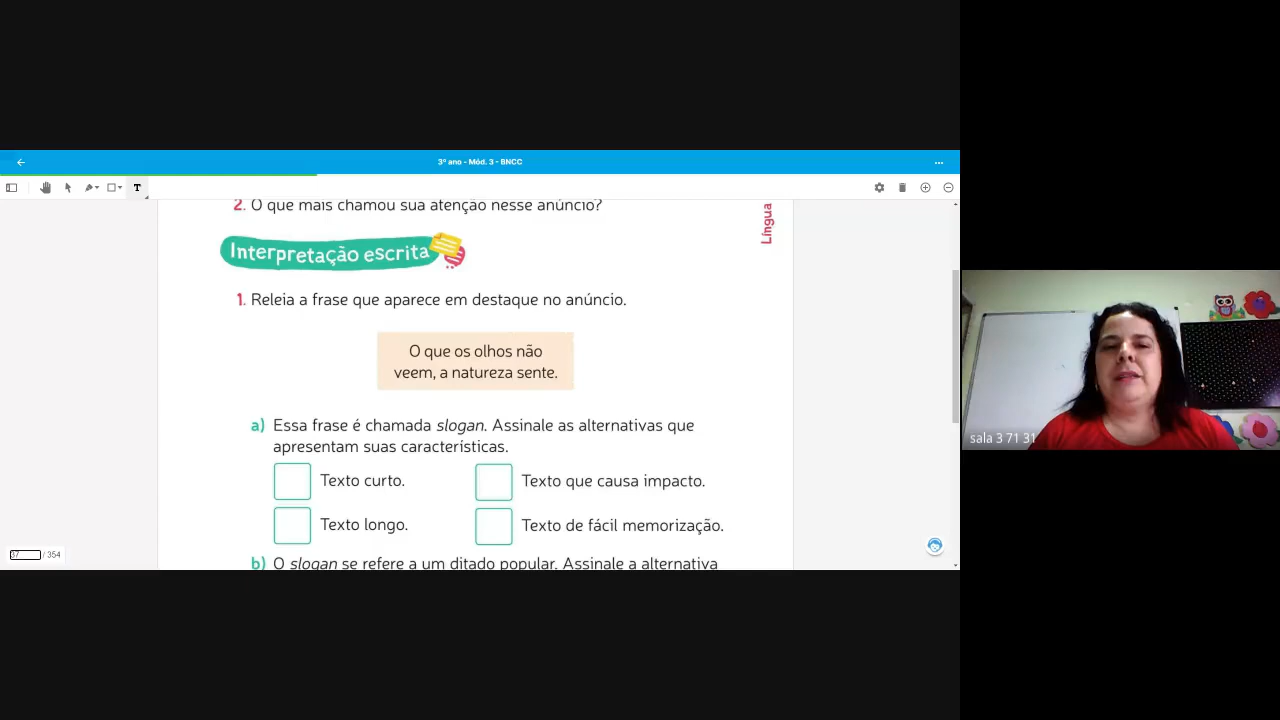 3º ano - Mód. 3 - BNCC
T
2. O que mais chamou sua atenção nesse anúncio?
Língua
Interpretação escrita
1. Releia a frase que aparece em destaque no anúncio.
O que os olhos não
veem, a natureza sente.
a) Essa frase é chamada slogan. Assinale as alternativas que
apresentam suas características.
Texto curto.
Texto que causa impacto.
Texto longo.
Texto de fácil memorização.
b) O slogan se refere a um ditado popular. Assinale a alternativa
37 / 354
sala 3 71 31